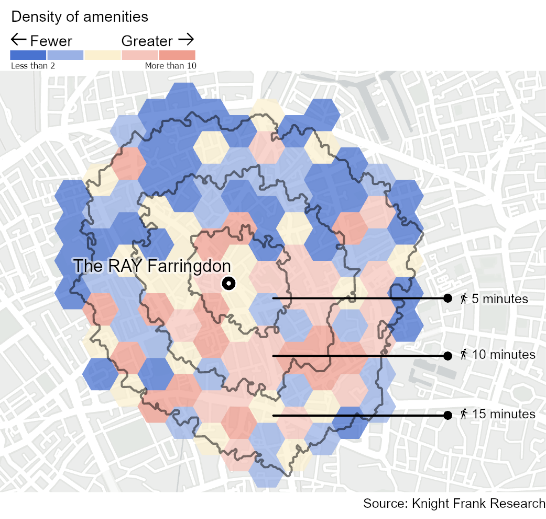 Density of amenities
Fewer Greater
Less than 2 More than 10
The RAY Farringdon
5 minutes
10 minutes
15 minutes
Source: Knight Frank Research